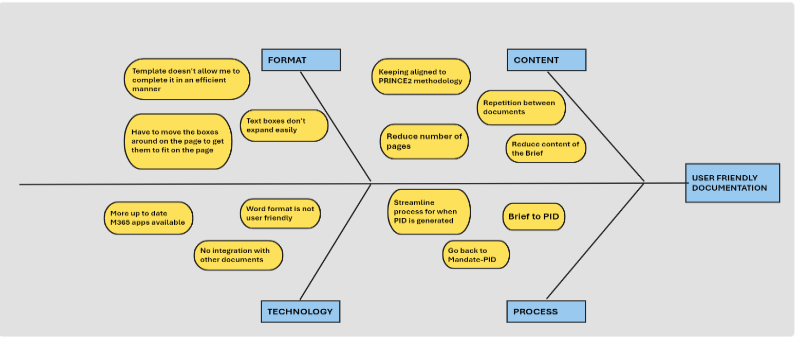 FORMAT
CONTENT
Template doesn't allow me to
complete it in an efficient
manner
Keeping aligned to
PRINCE2 methodology
Repetition between
documents
Text boxes don't
expand easily
Have to move the boxes
around on the page to get
them to fit on the page
Reduce number of
pages
Reduce content of
the Brief
USER FRIENDLY
DOCUMENTATION
More up to date
M365 apps available
Word format is not
user friendly
Streamline
process for when
PID is generated
Brief to PID
No integration with
other documents
Go back to
Mandate-PID
TECHNOLOGY
PROCESS